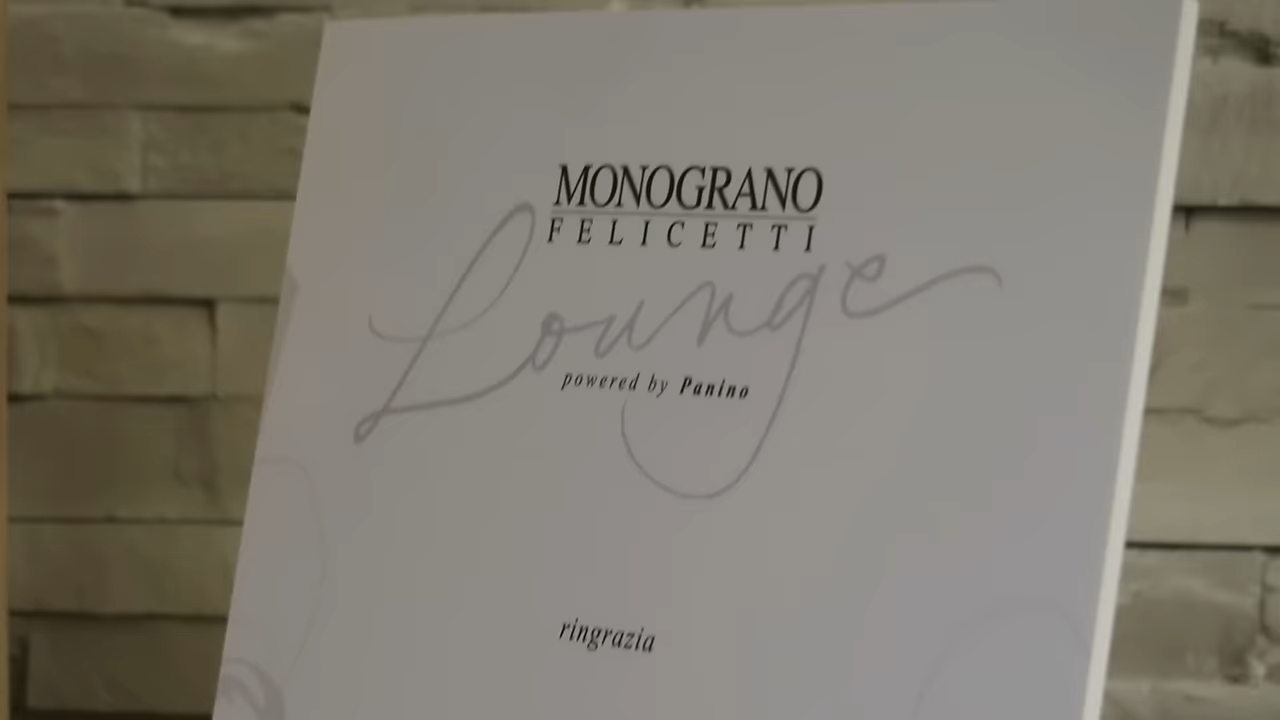 MONOGRANO
FELICETTI
Lounge
powered by Panino
ringrazia